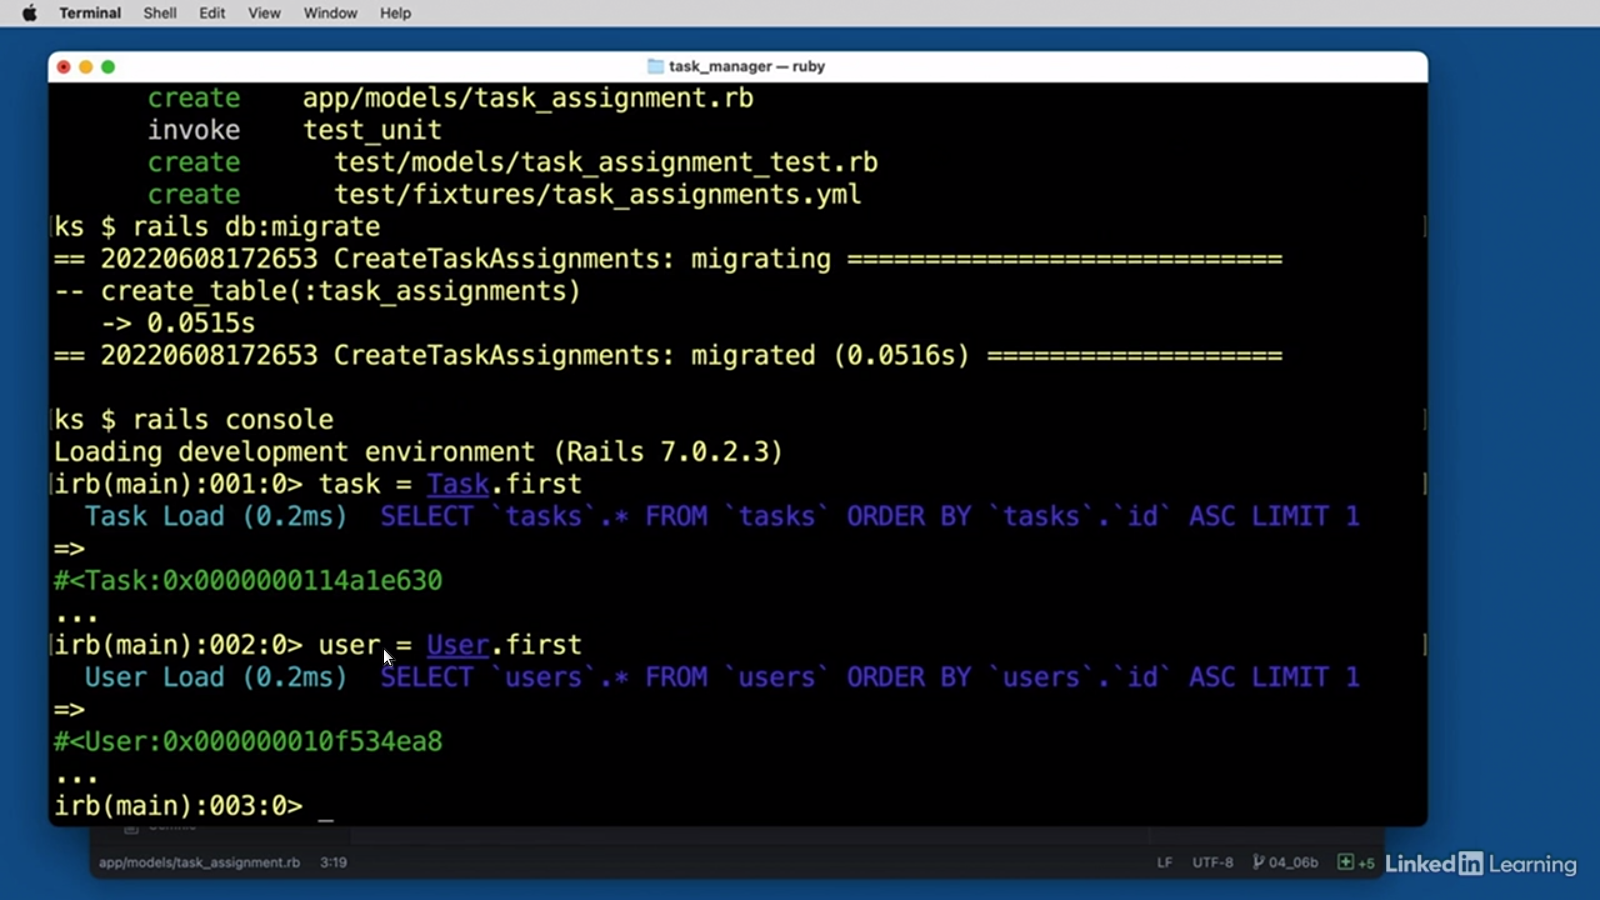 Terminal Shell Edit View Window Help
task_manager — ruby
create app/models/task_assignment.rb
invoke test_unit
create test/models/task_assignment_test.rb
create test/fixtures/task_assignments.yml
ks $ rails db:migrate
== 20220608172653 CreateTaskAssignments: migrating ============================
-- create_table(:task_assignments)
-> 0.0515s
== 20220608172653 CreateTaskAssignments: migrated (0.0516s) ===================
ks $ rails console
Loading development environment (Rails 7.0.2.3)
irb(main):001:0> task = Task.first
Task Load (0.2ms) SELECT `tasks`.* FROM `tasks` ORDER BY `tasks`.`id` ASC LIMIT 1
=>
#<Task:0x0000000114a1e630
...
irb(main):002:0> user = User.first
User Load (0.2ms) SELECT `users`.* FROM `users` ORDER BY `users`.`id` ASC LIMIT 1
=>
#<User:0x000000010f534ea8
...
irb(main):003:0> _
app/models/task_assignment.rb 3:19 LF UTF-8 04_06b +5
LinkedIn Learning